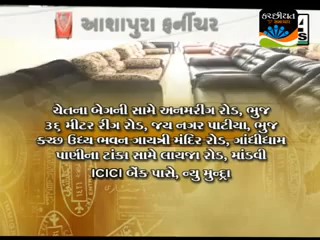 આશાપુરા ફર્નીચર
ચેતના બેગની સામે અનમરીગ રોડ, ભુજ
૩૬ મીટર રીગ રોડ, જય નગર પાટીયા, ભુજ
કચ્છ ઉદય ભવન ગાયત્રી મંદિર રોડ, ગાંધીધામ
પાણીના ટાંકા સામે લાયજા રોડ, માંડવી
ICICI બેંક પાસે, ન્યુ મુન્દ્રા